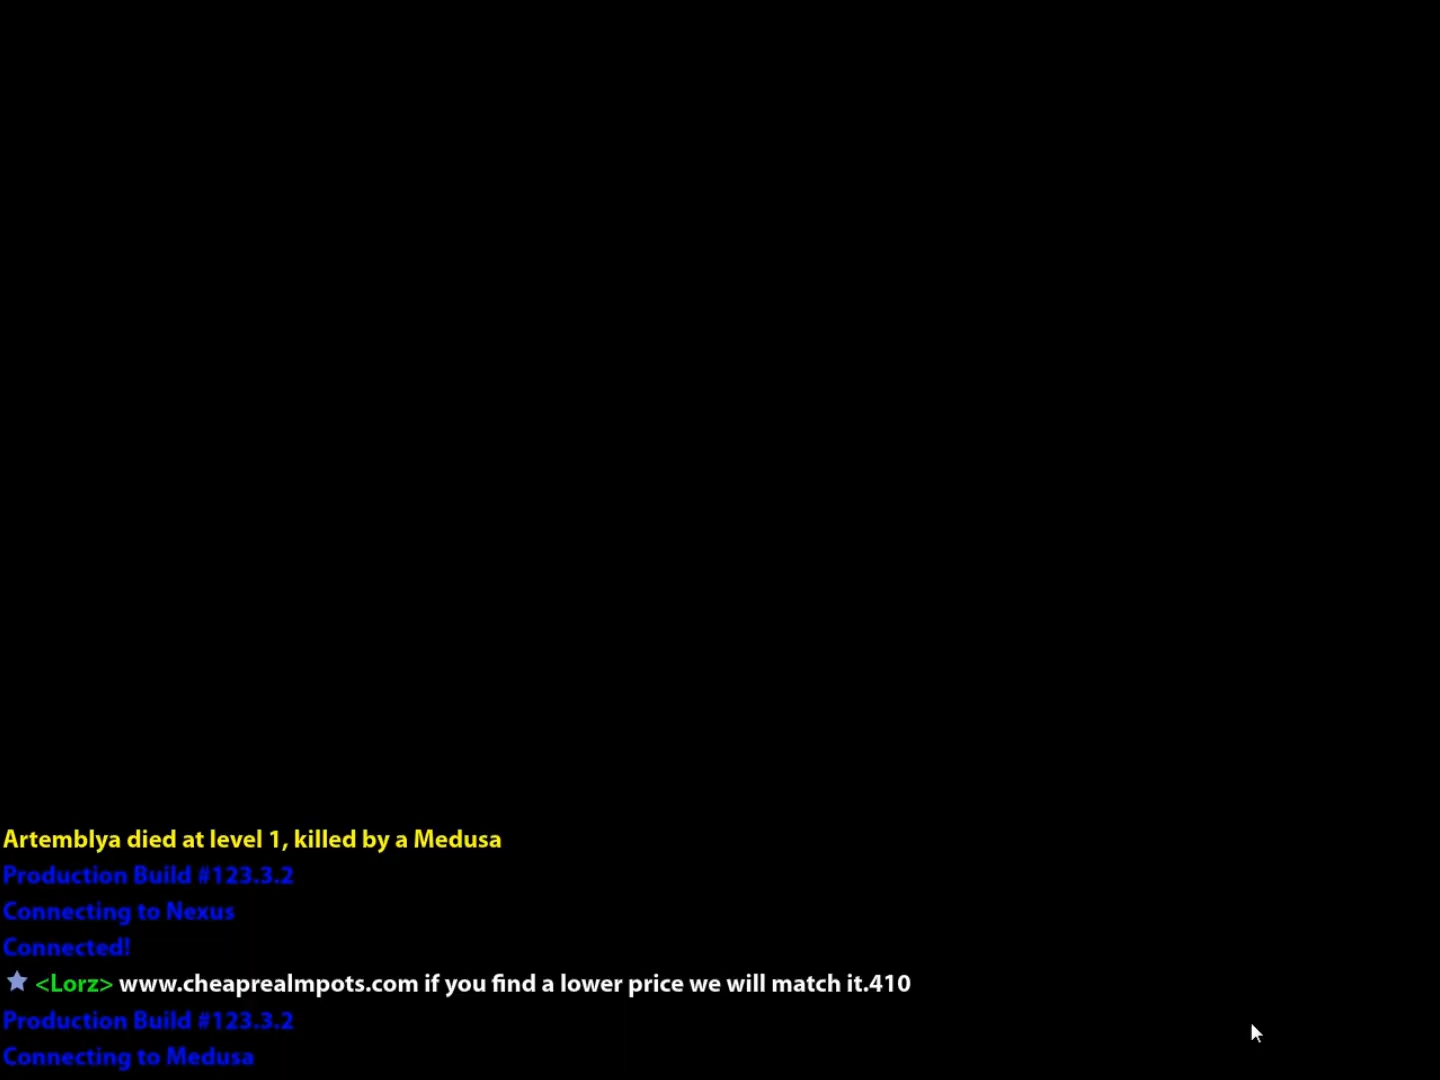 Artemblya died at level 1, killed by a Medusa
Production Build #123.3.2
Connecting to Nexus
Connected!
<Lorz> www.cheaprealmpots.com if you find a lower price we will match it.410
Production Build #123.3.2
Connecting to Medusa